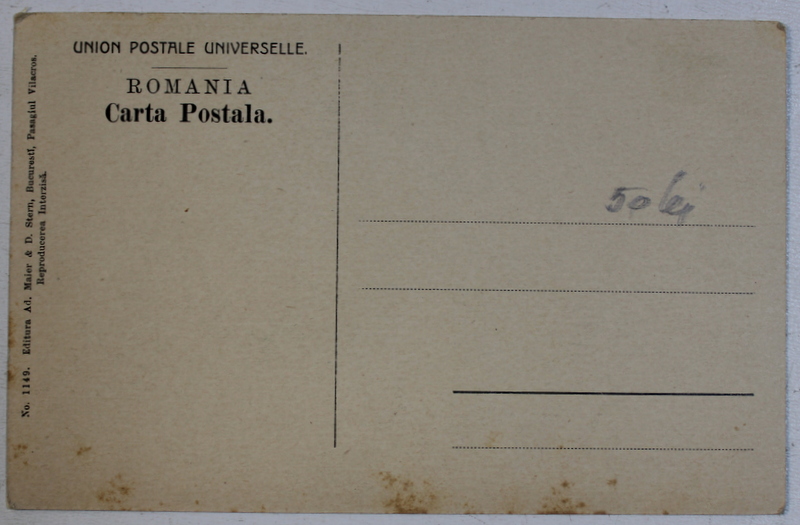 UNION POSTALE UNIVERSELLE.
ROMANIA
Carta Postala.
No. 1149. Editura Ad. Maier & D. Stern, Bucuresti, Pasagiul Vilacros.
Reproducerea Interzisă.
50 lei